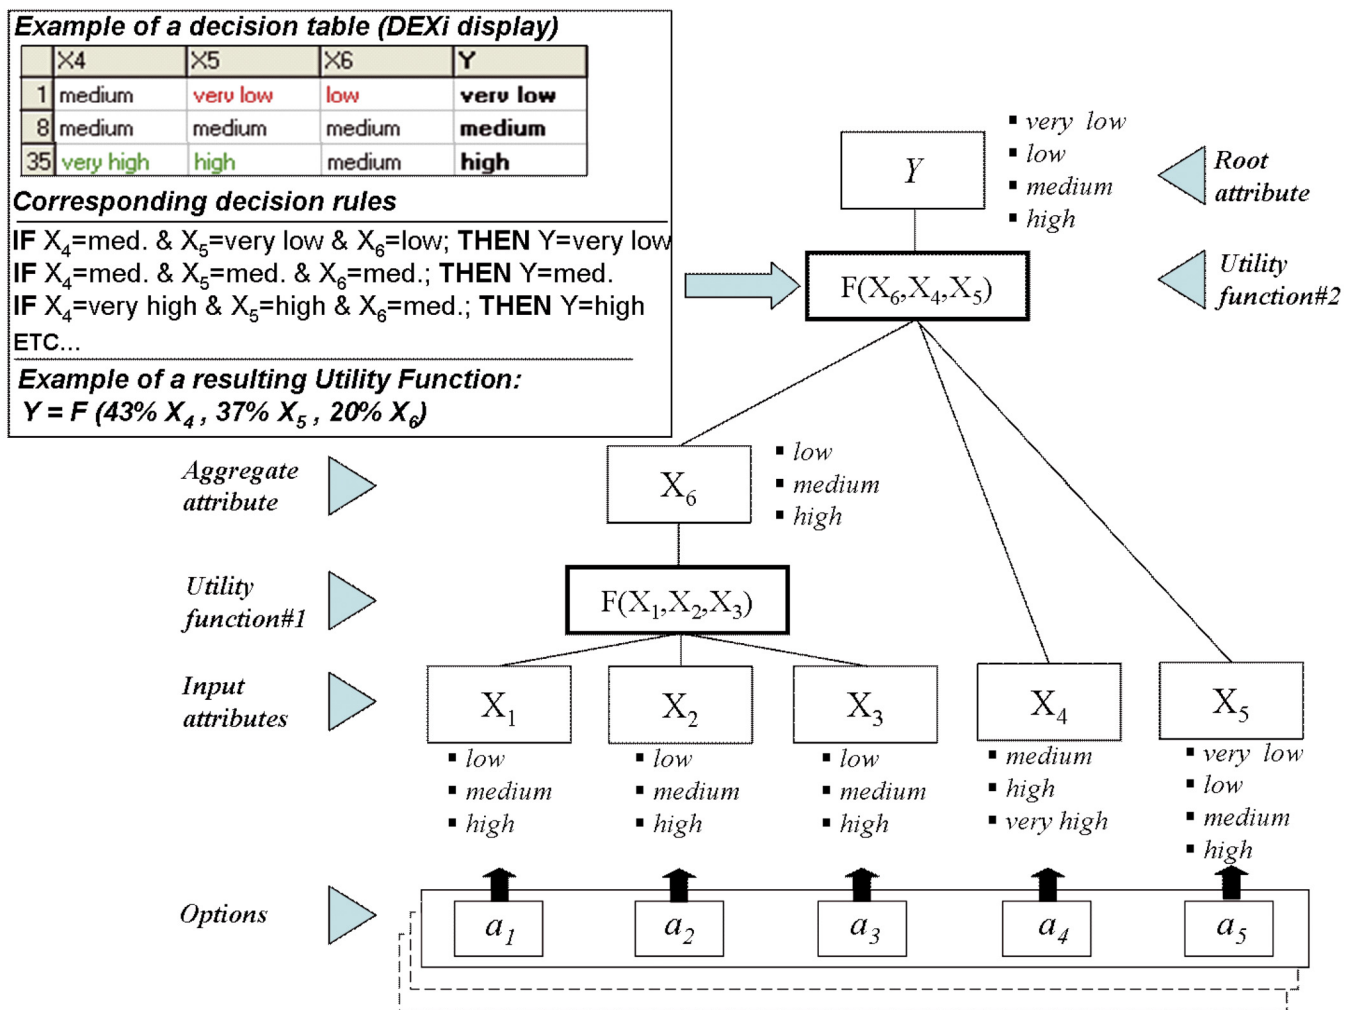 Example of a decision table (DEXi display)
X4 X5 X6 Y
1 medium very low low very low
8 medium medium medium medium
35 very high high medium high
Corresponding decision rules
IF X4=med. & X5=very low & X6=low; THEN Y=very low
IF X4=med. & X5=med. & X6=med.; THEN Y=med.
IF X4=very high & X5=high & X6=med.; THEN Y=high
ETC...
Example of a resulting Utility Function:
Y = F (43% X4 , 37% X5 , 20% X6)
Y
▪ very low
▪ low
▪ medium
▪ high
Root
attribute
F(X6,X4,X5)
Utility
function#2
Aggregate
attribute
X6
▪ low
▪ medium
▪ high
Utility
function#1
F(X1,X2,X3)
Input
attributes
X1
▪ low
▪ medium
▪ high
X2
▪ low
▪ medium
▪ high
X3
▪ low
▪ medium
▪ high
X4
▪ medium
▪ high
▪ very high
X5
▪ very low
▪ low
▪ medium
▪ high
Options
a1 a2 a3 a4 a5